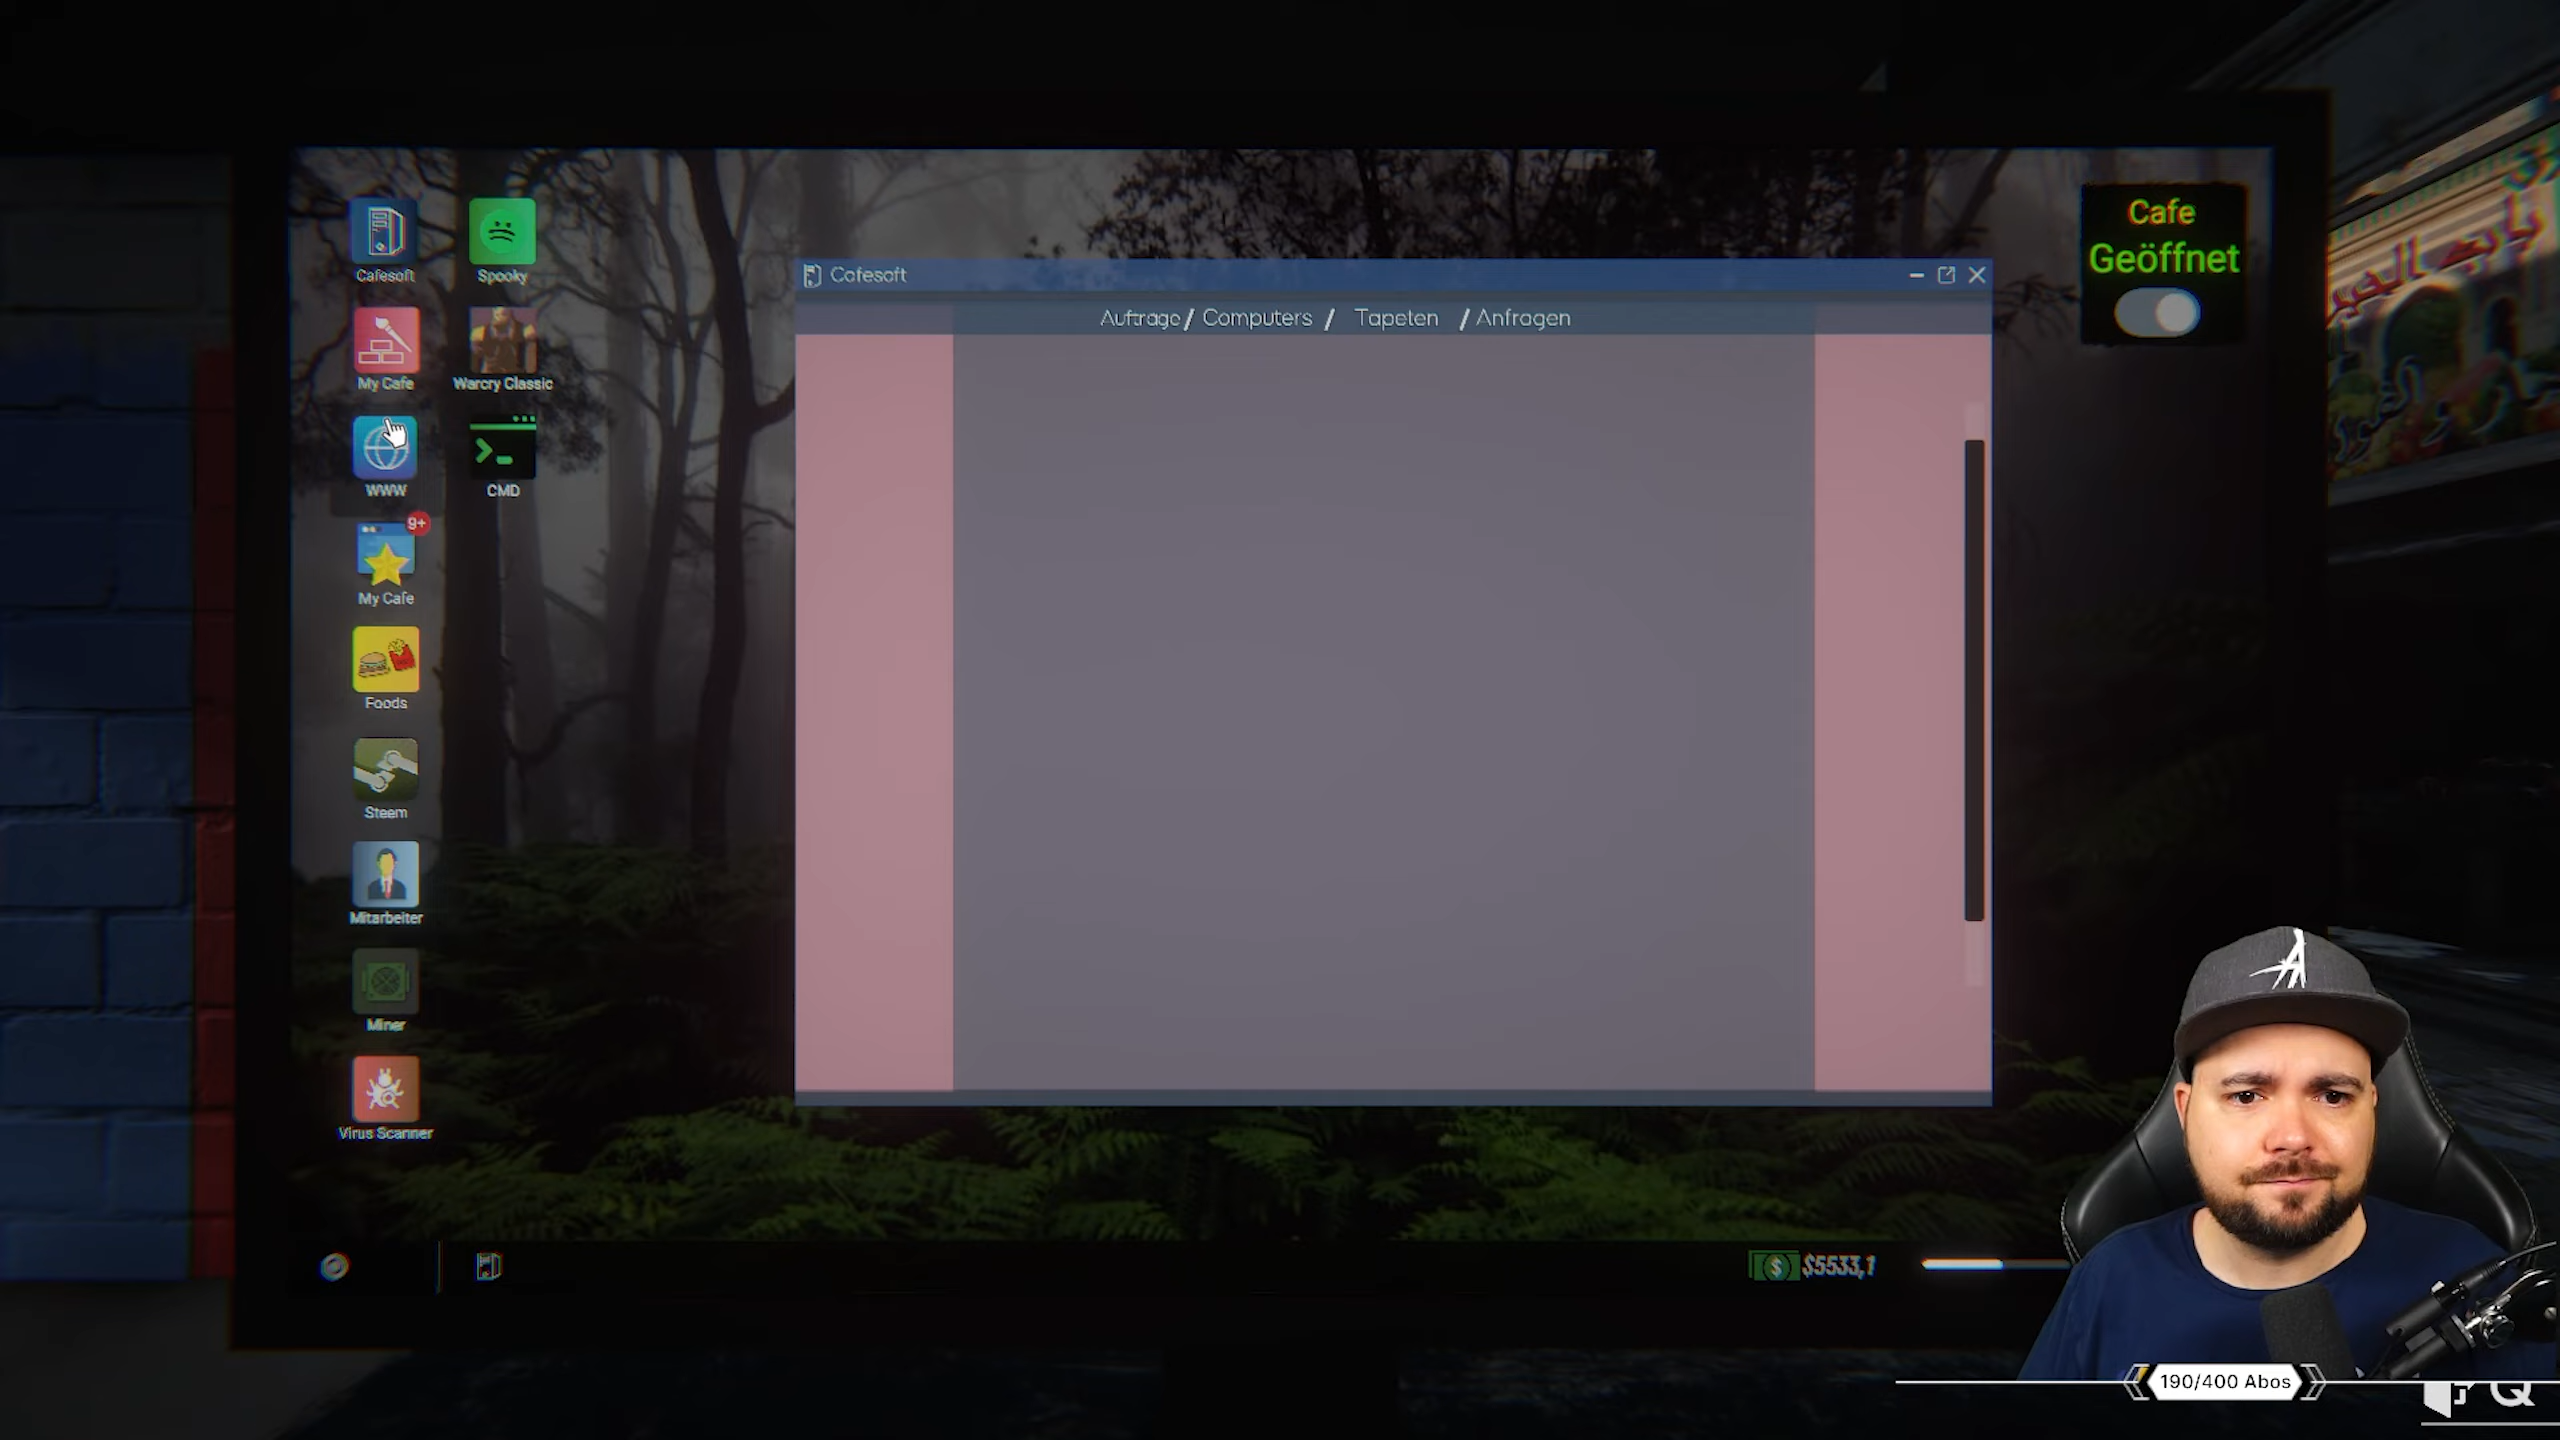 Cafesoft
Spooky
My Cafe
Warcry Classic
WWW
CMD
9+
My Cafe
Foods
Steem
Mitarbeiter
Miner
Virus Scanner
Cafesoft
Auftrage / Computers / Tapeten / Anfragen
Cafe
Geöffnet
$5533,1
190/400 Abos
Q